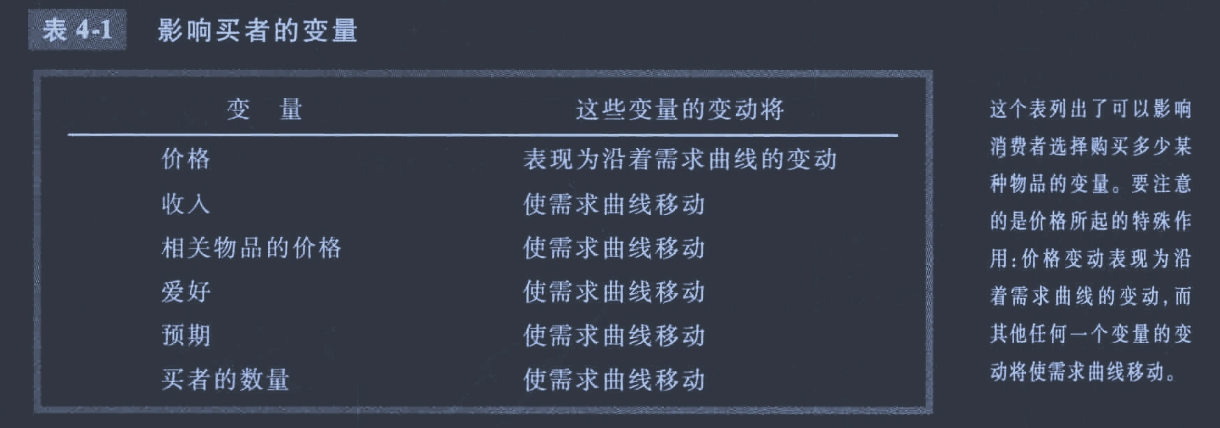 表 4-1 影响买者的变量
变 量 这些变量的变动将
价格 表现为沿着需求曲线的变动
收入 使需求曲线移动
相关物品的价格 使需求曲线移动
爱好 使需求曲线移动
预期 使需求曲线移动
买者的数量 使需求曲线移动
这个表列出了可以影响
消费者选择购买多少某
种物品的变量。要注意
的是价格所起的特殊作
用:价格变动表现为沿
着需求曲线的变动,而
其他任何一个变量的变
动将使需求曲线移动。